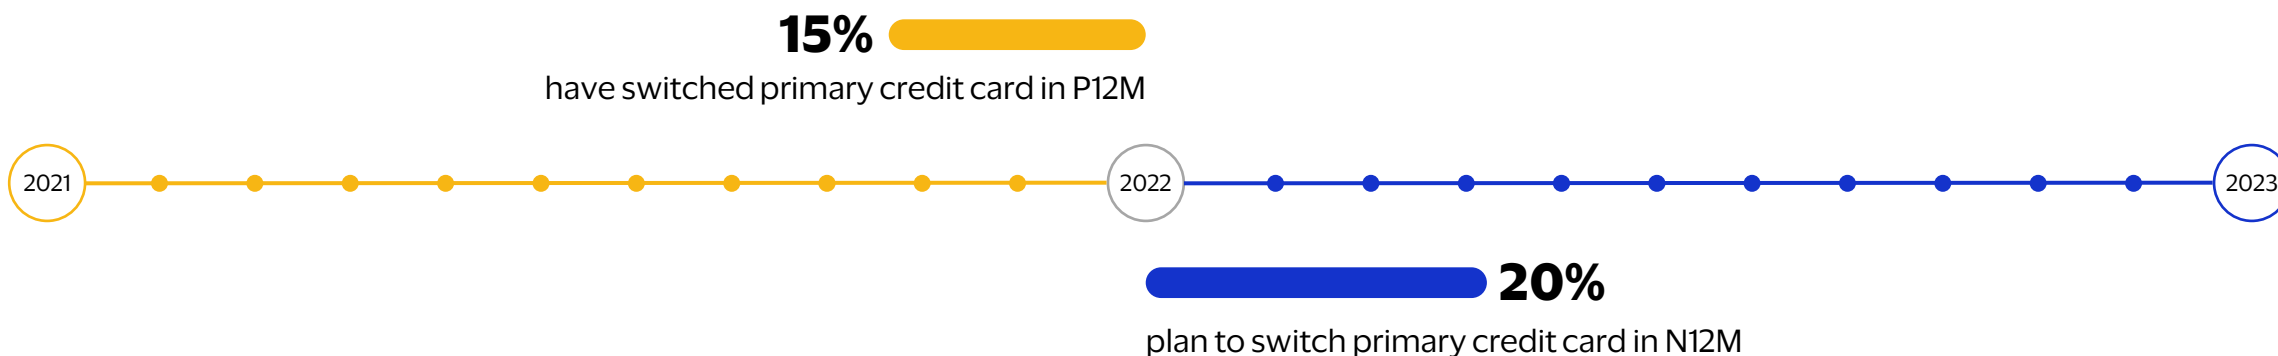 15%
have switched primary credit card in P12M
2021
2022
2023
20%
plan to switch primary credit card in N12M